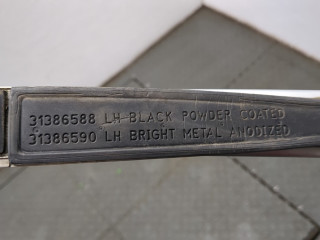 31386588 LH BLACK POWDER COATED
31386590 LH BRIGHT METAL ANODIZED